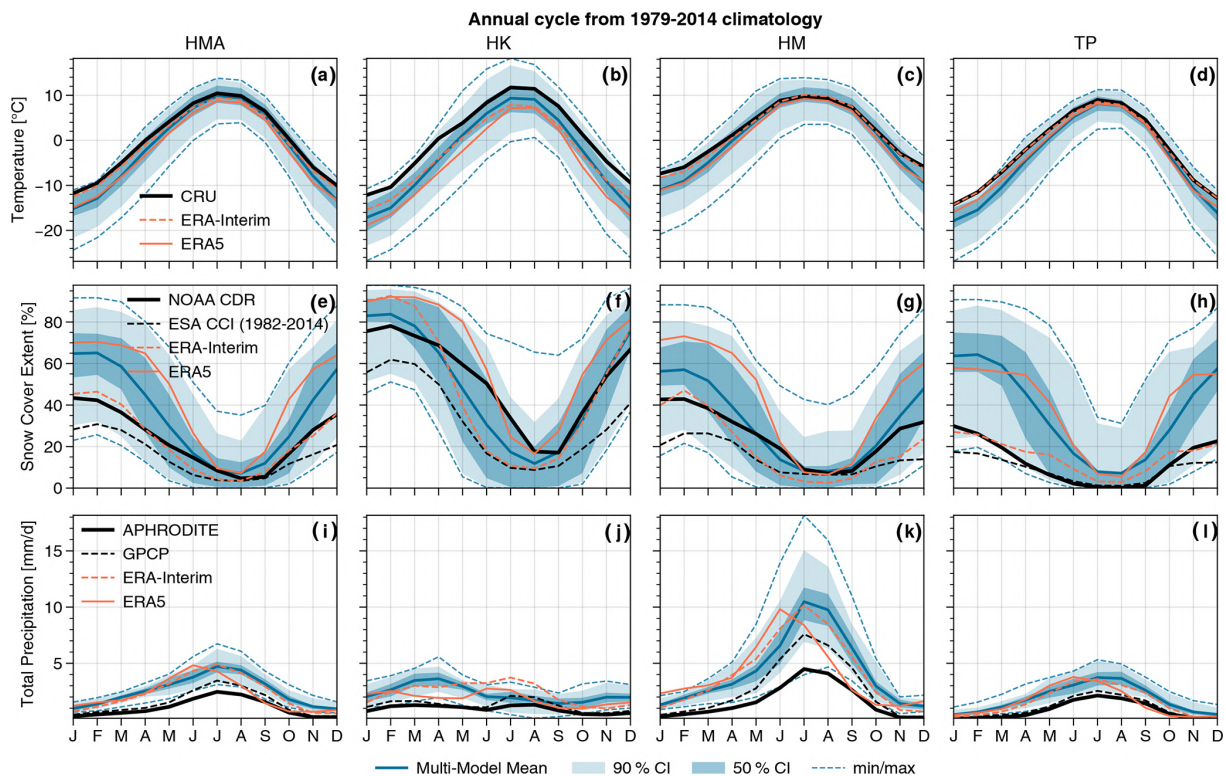 Annual cycle from 1979-2014 climatology
HMA HK HM TP
(a) (b) (c) (d)
Temperature [°C]
10
0
−10
−20
CRU
ERA-Interim
ERA5
(e) (f) (g) (h)
Snow Cover Extent [%]
80
60
40
20
0
NOAA CDR
ESA CCI (1982-2014)
ERA-Interim
ERA5
(i) (j) (k) (l)
Total Precipitation [mm/d]
15
10
5
APHRODITE
GPCP
ERA-Interim
ERA5
J F M A M J J A S O N D J F M A M J J A S O N D J F M A M J J A S O N D J F M A M J J A S O N D
Multi-Model Mean 90 % CI 50 % CI min/max